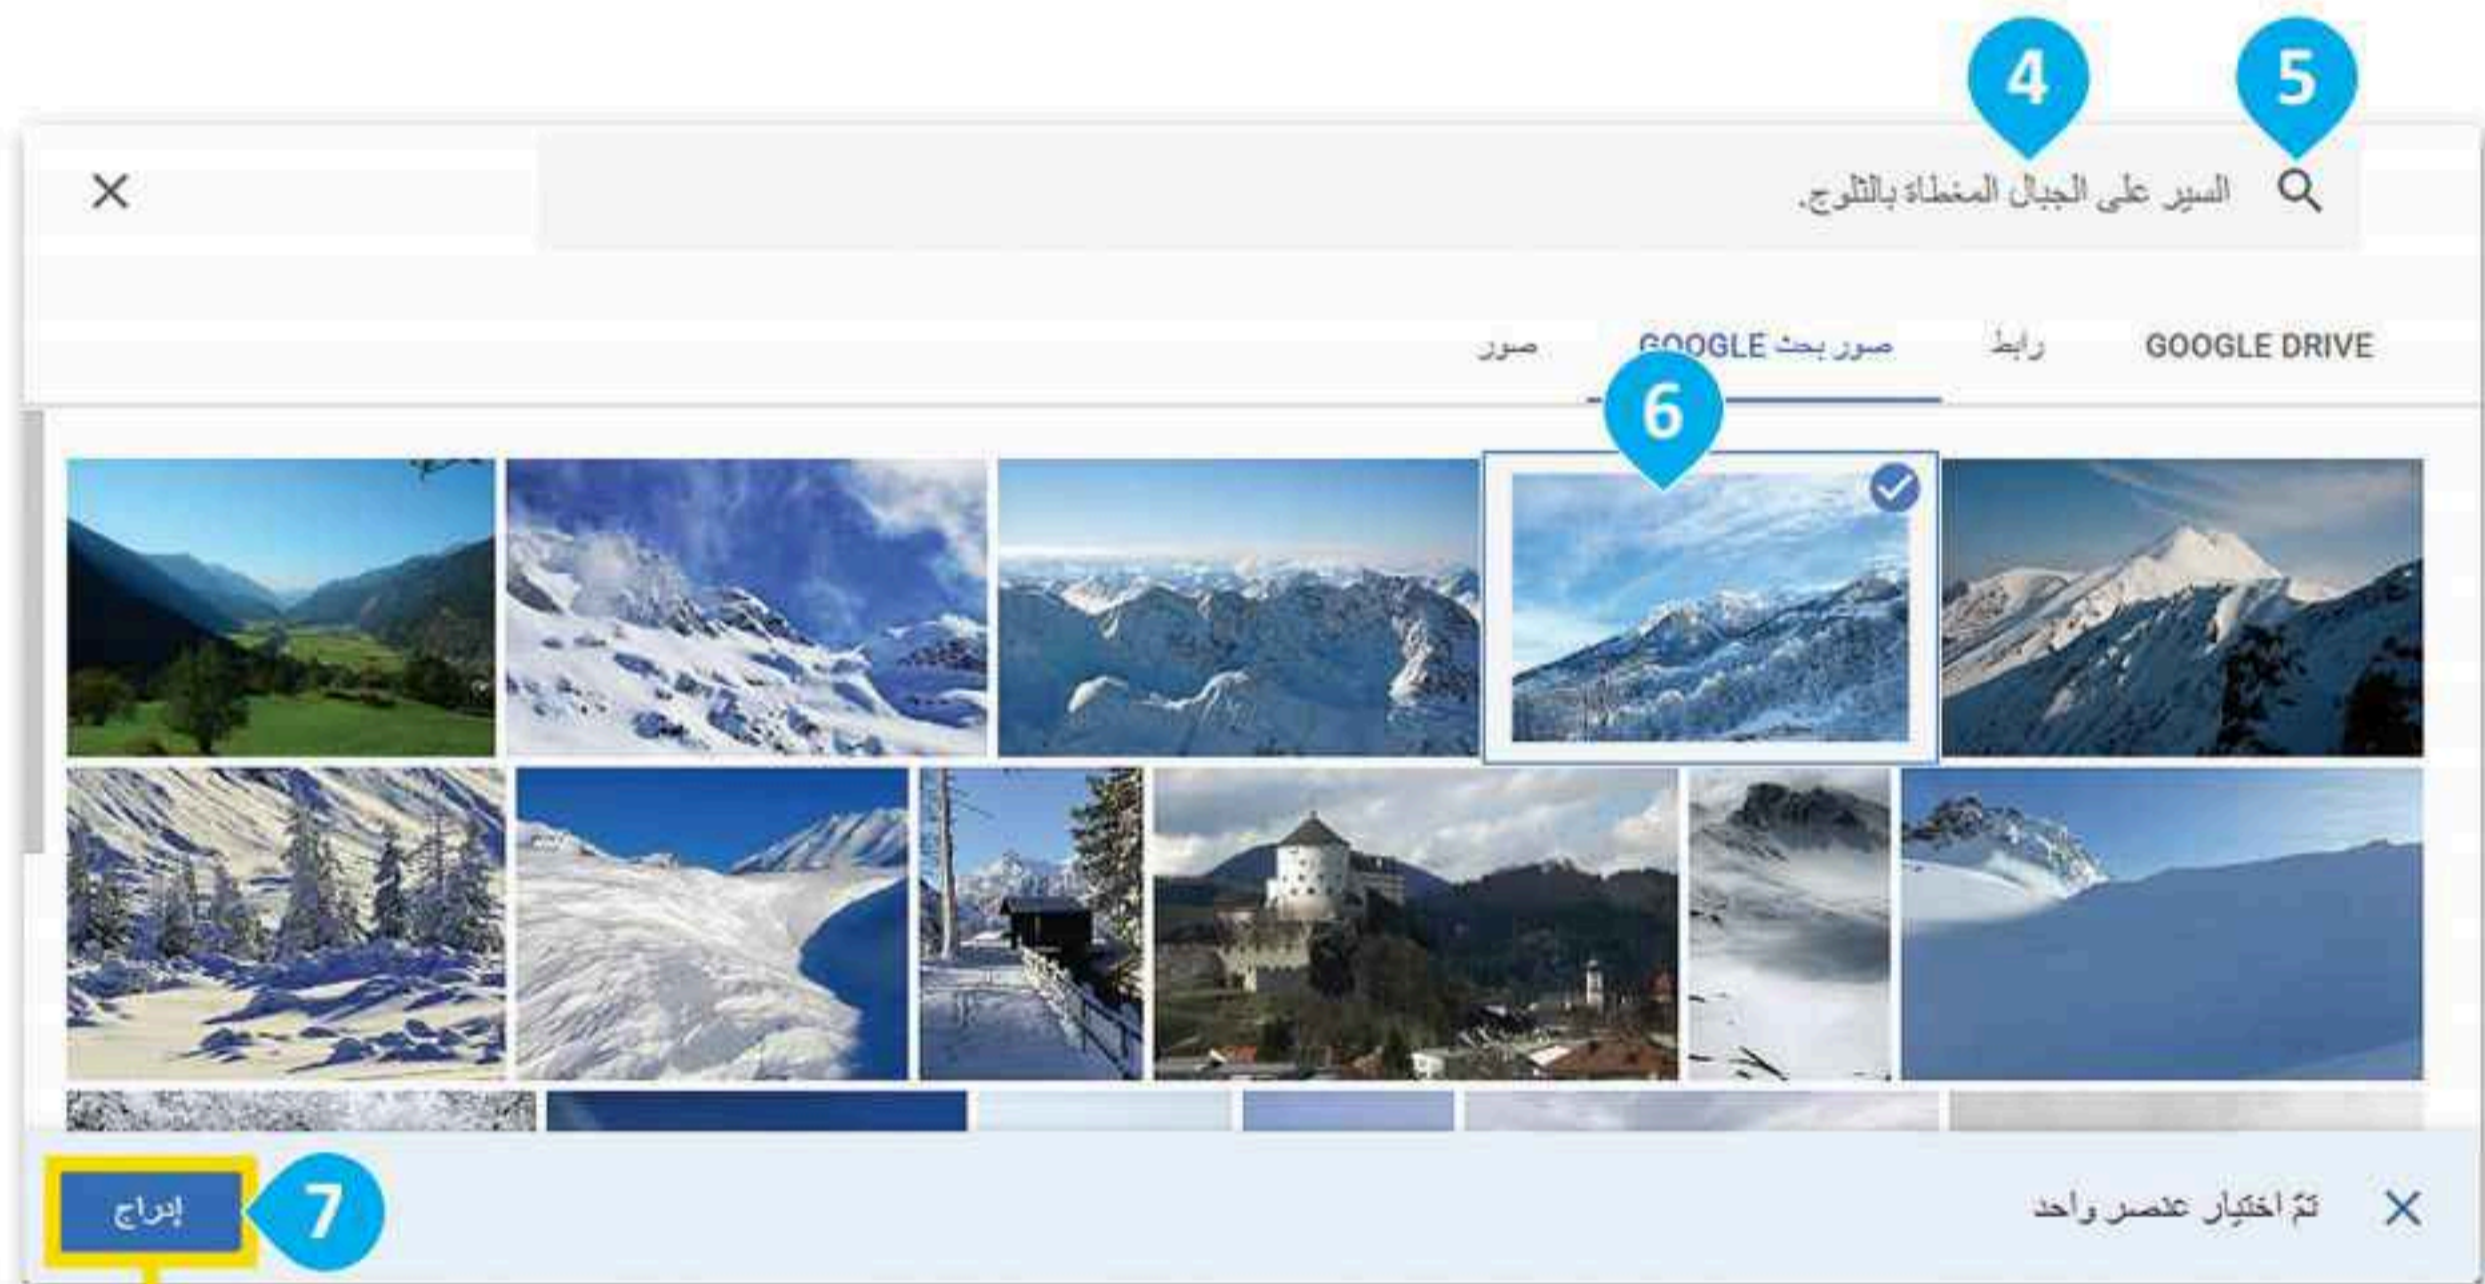 4 5
السير على الجبال المغطاة بالثلوج.
GOOGLE DRIVE رابط صور بحث GOOGLE صور
6
تمّ اختيار عنصر واحد
7 إدراج